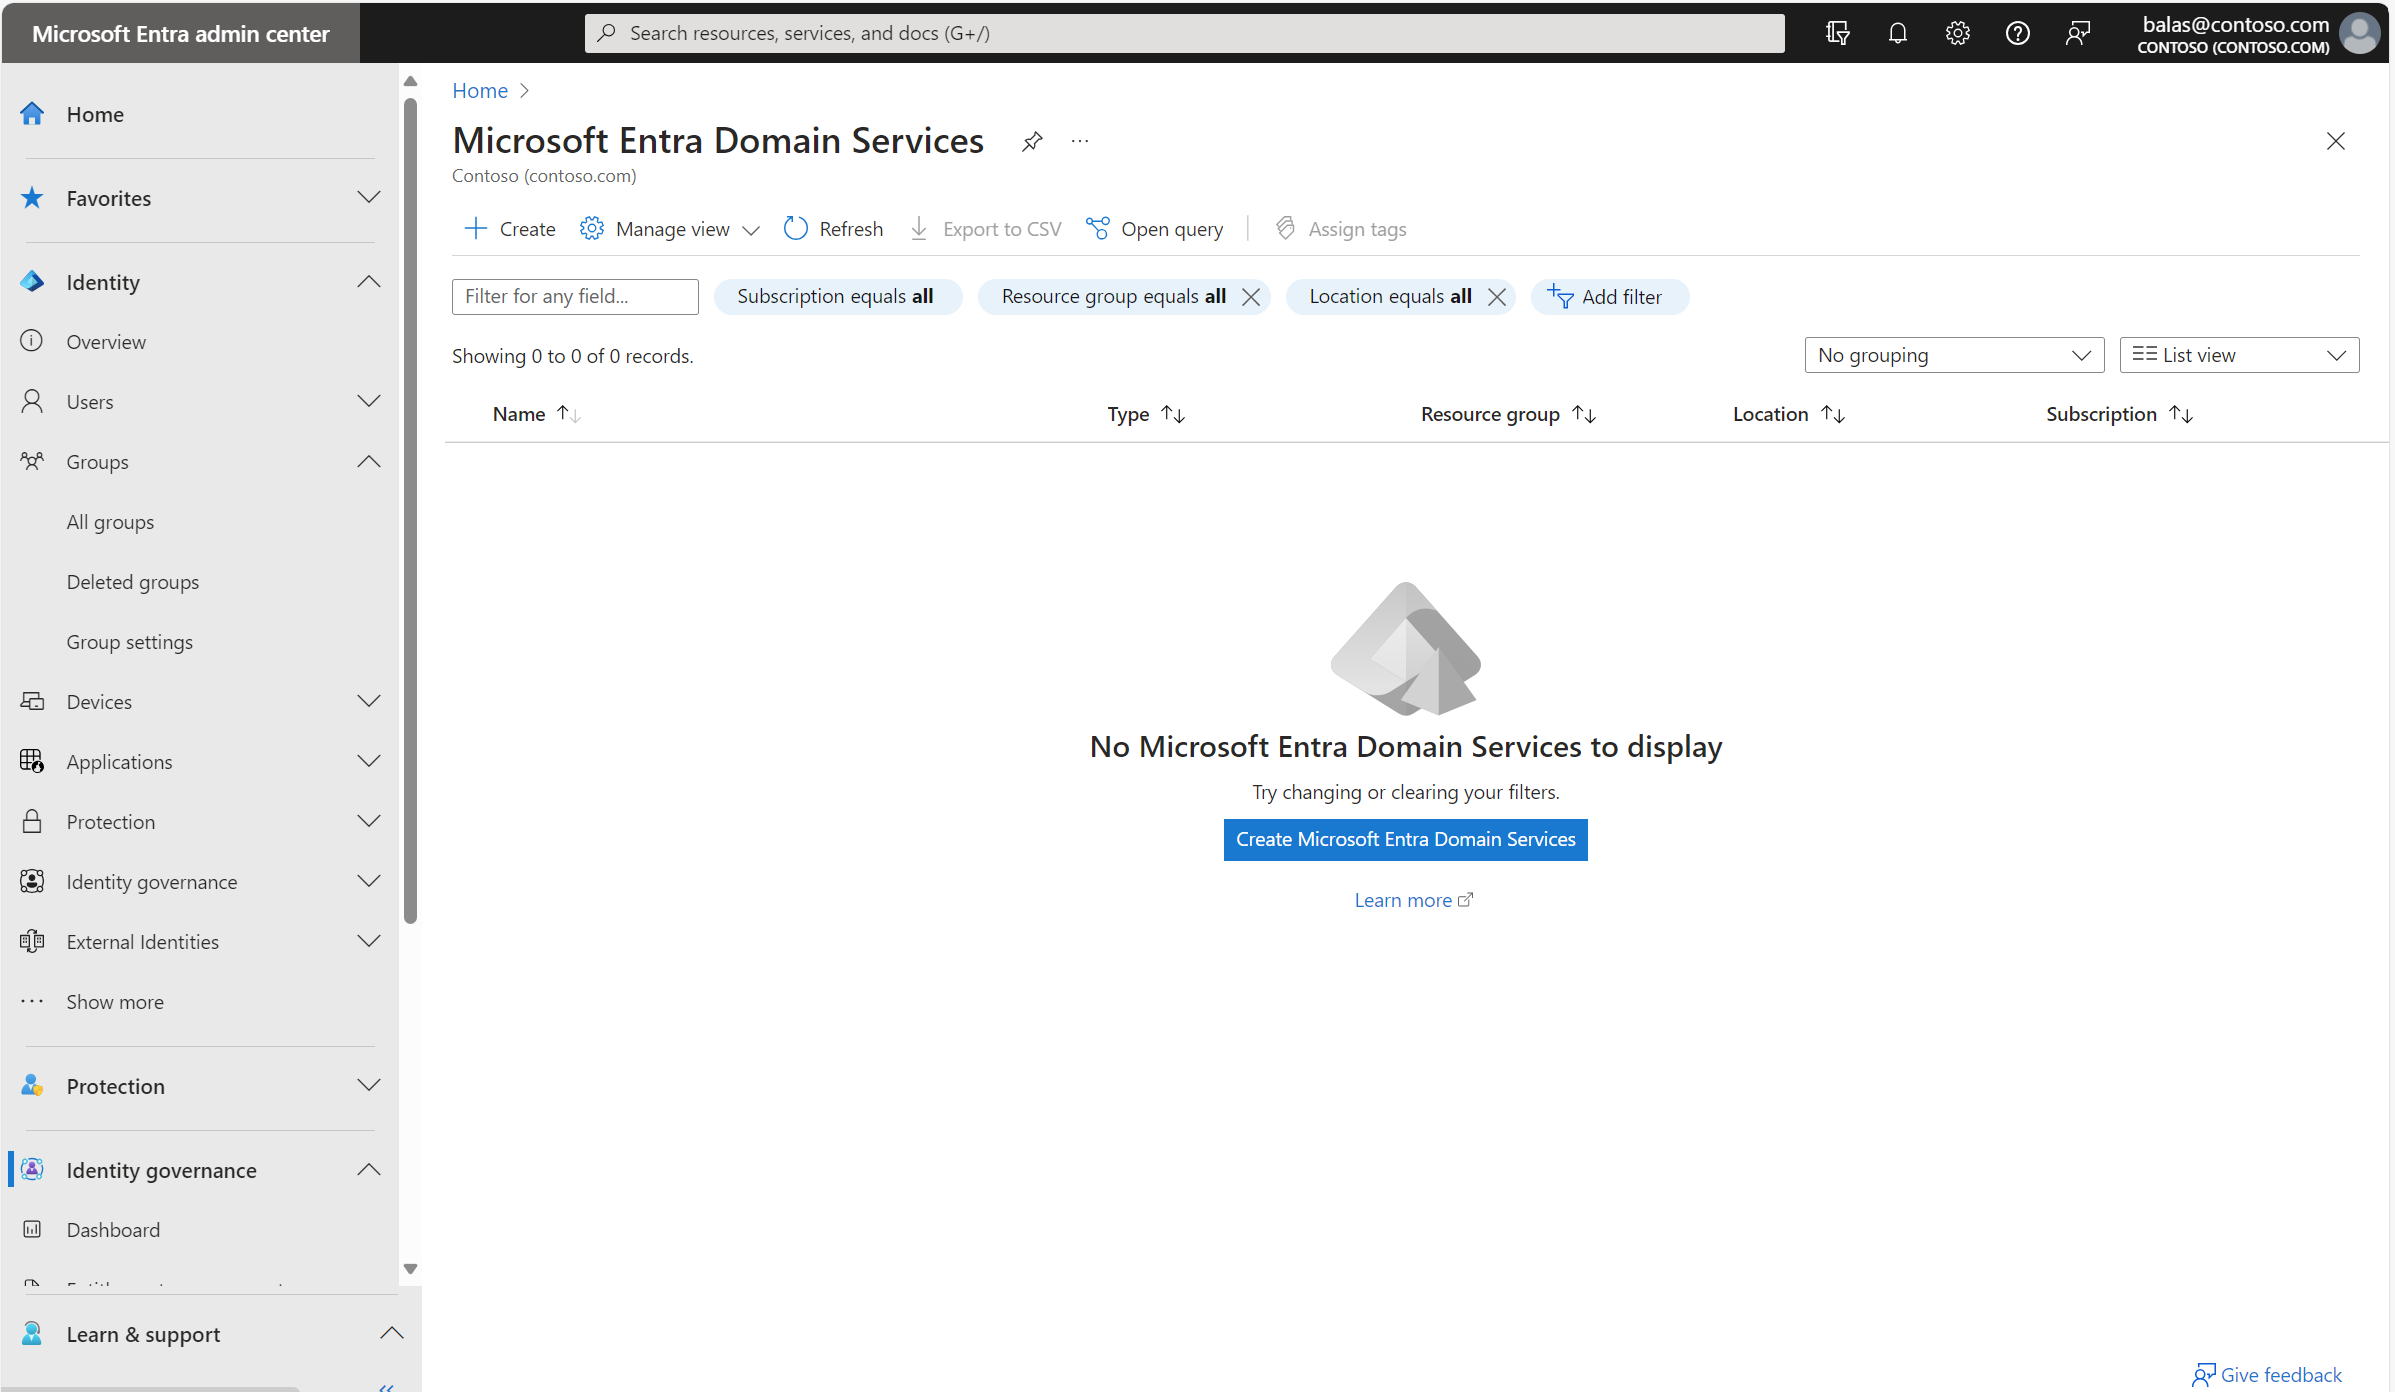 Microsoft Entra admin center
Search resources, services, and docs (G+/)
balas@contoso.com
CONTOSO (CONTOSO.COM)
Home
Favorites
Identity
Overview
Users
Groups
All groups
Deleted groups
Group settings
Devices
Applications
Protection
Identity governance
External Identities
Show more
Protection
Identity governance
Dashboard
Learn & support
Home
Microsoft Entra Domain Services
Contoso (contoso.com)
Create Manage view Refresh Export to CSV Open query Assign tags
Filter for any field... Subscription equals all Resource group equals all Location equals all Add filter
Showing 0 to 0 of 0 records. No grouping List view
Name Type Resource group Location Subscription
No Microsoft Entra Domain Services to display
Try changing or clearing your filters.
Create Microsoft Entra Domain Services
Learn more
Give feedback